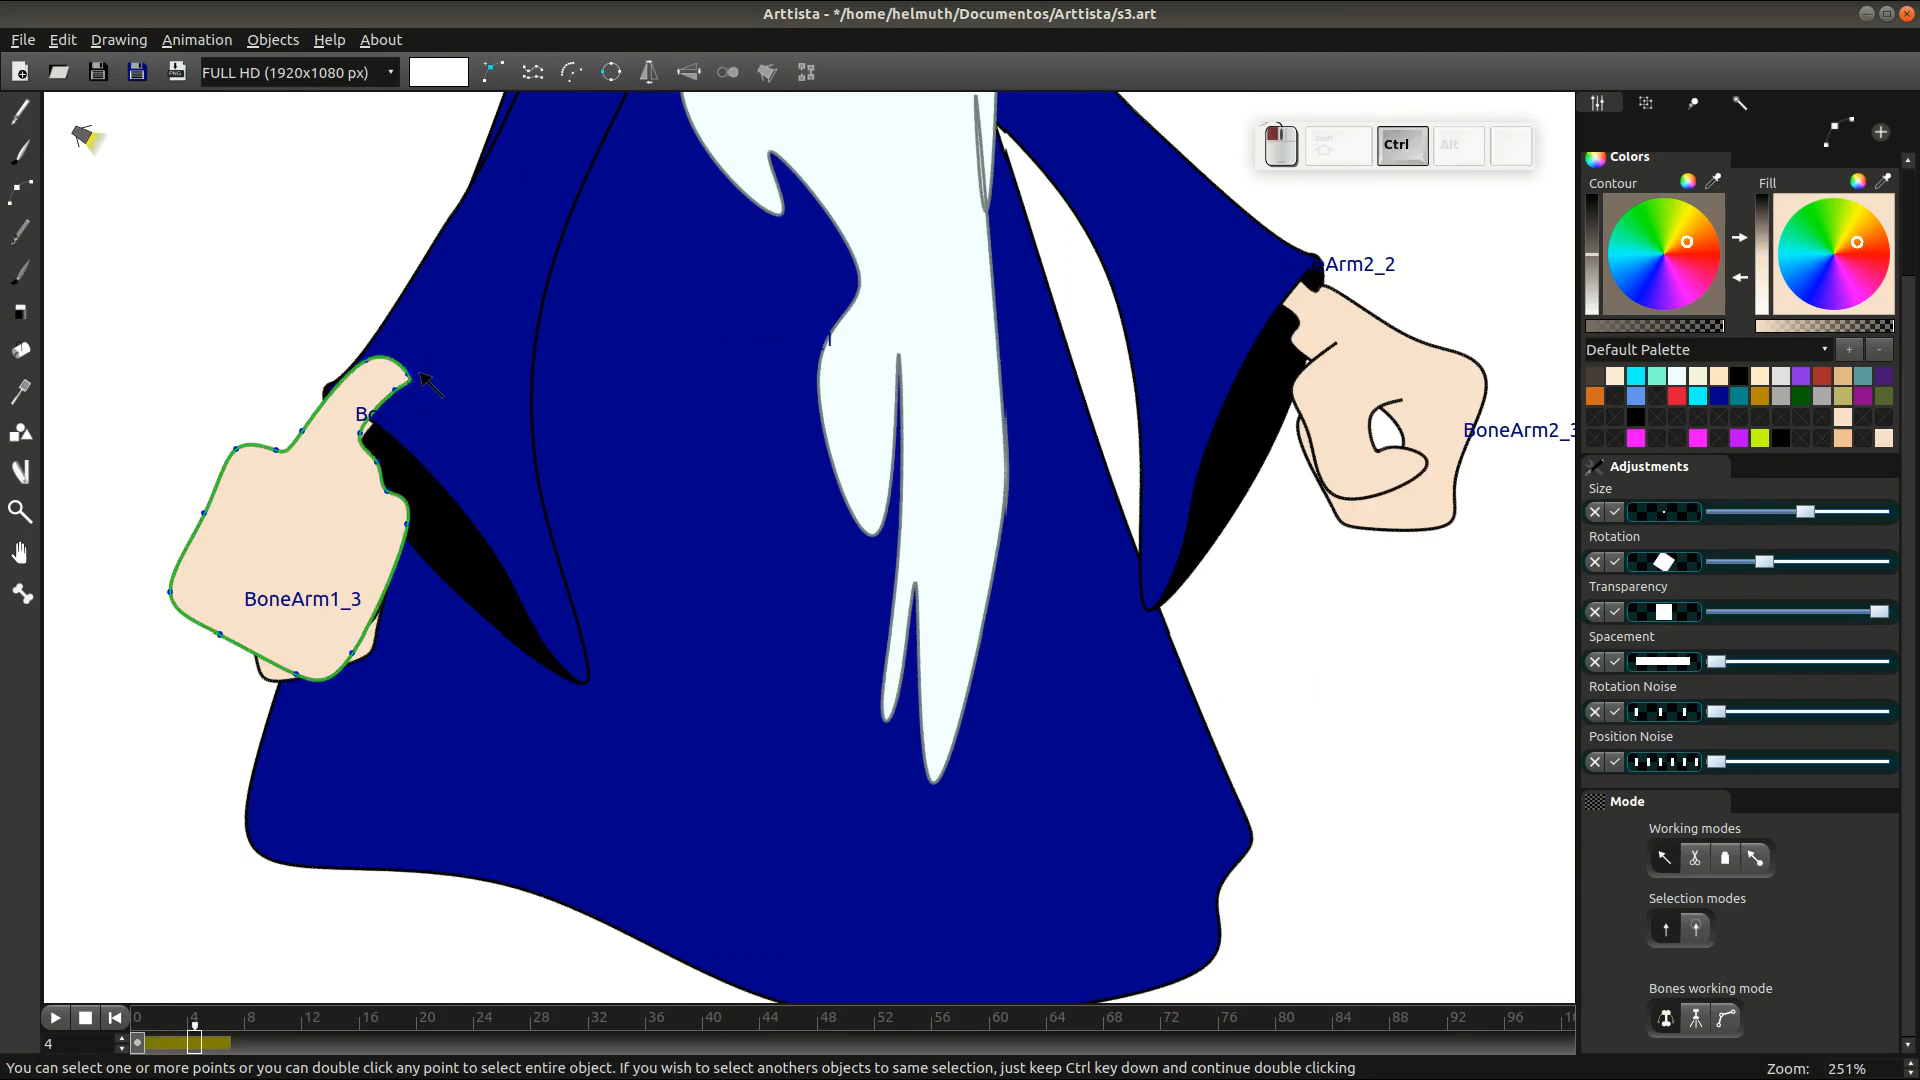 Arttista - */home/helmuth/Documentos/Arttista/s3.art
File Edit Drawing Animation Objects Help About
FULL HD (1920x1080 px)
Shift Ctrl Alt
Colors
Contour Fill
Default Palette
+ -
Adjustments
Size
Rotation
Transparency
Spacement
Rotation Noise
Position Noise
Mode
Working modes
Selection modes
Bones working mode
eArm2_2
BoneArm2_3
Bo
BoneArm1_3
0 4 8 12 16 20 24 28 32 36 40 44 48 52 56 60 64 68 72 76 80 84 88 92 96 10
4
You can select one or more points or you can double click any point to select entire object. If you wish to select anothers objects to same selection, just keep Ctrl key down and continue double clicking
Zoom: 251%